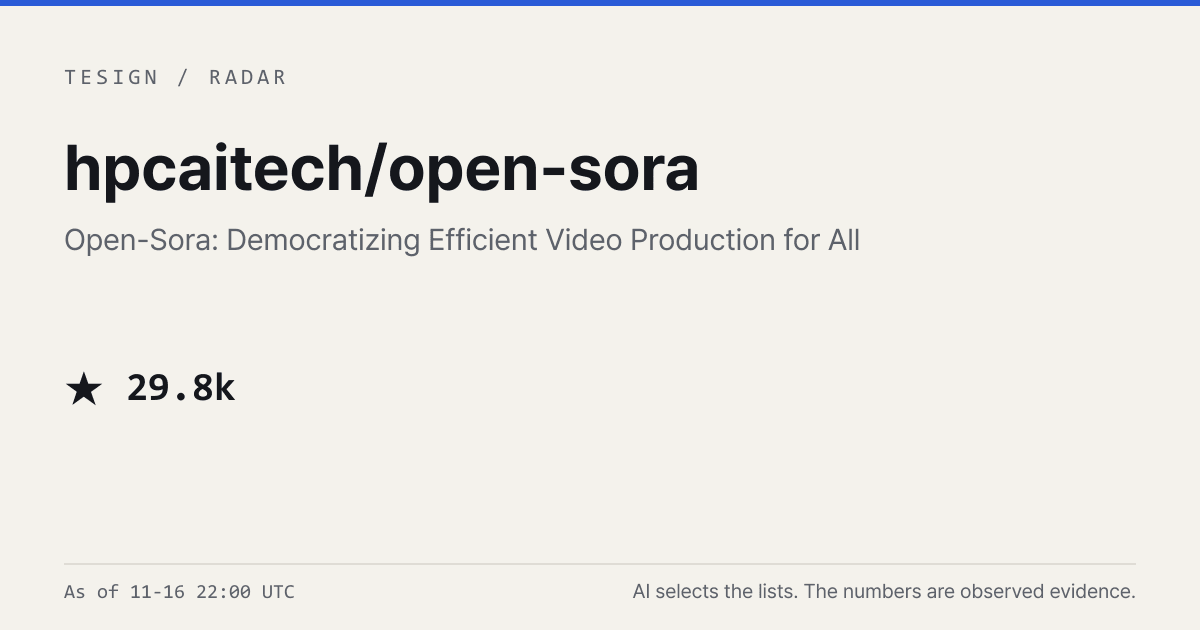 TESIGN / RADAR
hpcaitech/open-sora
Open-Sora: Democratizing Efficient Video Production for All
★ 29.8k
As of 11-16 22:00 UTC
AI selects the lists. The numbers are observed evidence.